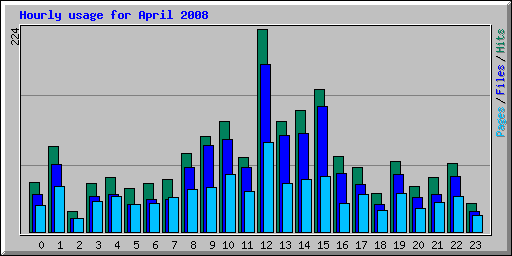 Hourly usage for April 2008
224
Pages / Files / Hits
0 1 2 3 4 5 6 7 8 9 10 11 12 13 14 15 16 17 18 19 20 21 22 23